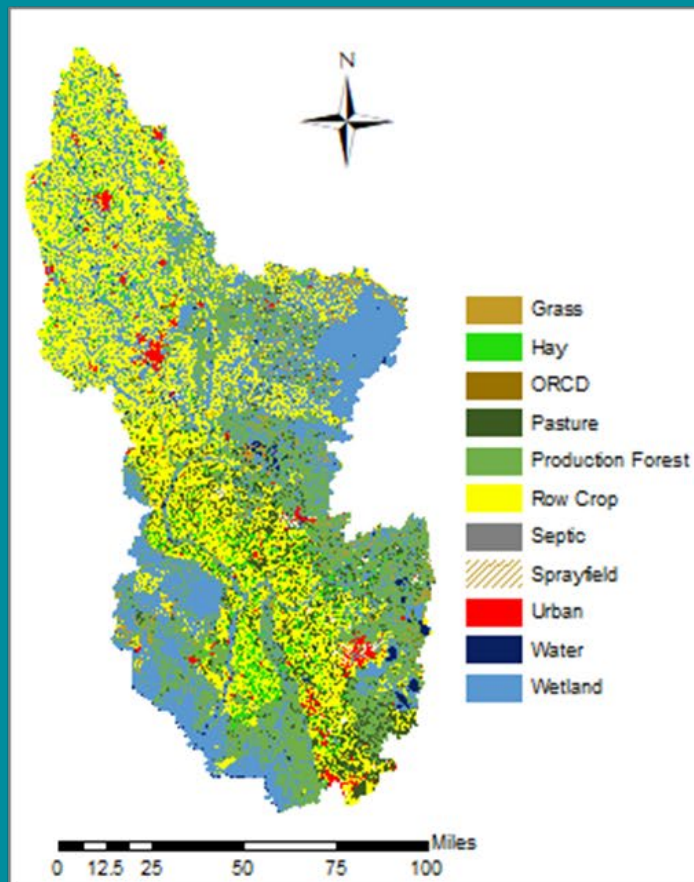 N
Grass
Hay
ORCD
Pasture
Production Forest
Row Crop
Septic
Sprayfield
Urban
Water
Wetland
Miles
0 12.5 25 50 75 100